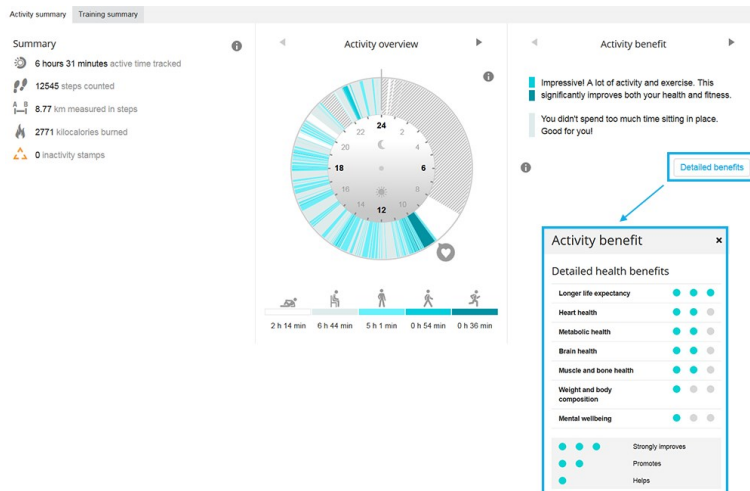 Activity summary
Training summary
Summary
6 hours 31 minutes active time tracked
12545 steps counted
A B
8.77 km measured in steps
2771 kilocalories burned
0 inactivity stamps
Activity overview
24
2
4
6
8
10
12
14
16
18
20
22
2 h 14 min
6 h 44 min
5 h 1 min
0 h 54 min
0 h 36 min
Activity benefit
Impressive! A lot of activity and exercise. This
significantly improves both your health and fitness.
You didn't spend too much time sitting in place.
Good for you!
Detailed benefits
Activity benefit
×
Detailed health benefits
Longer life expectancy
Heart health
Metabolic health
Brain health
Muscle and bone health
Weight and body
composition
Mental wellbeing
Strongly improves
Promotes
Helps